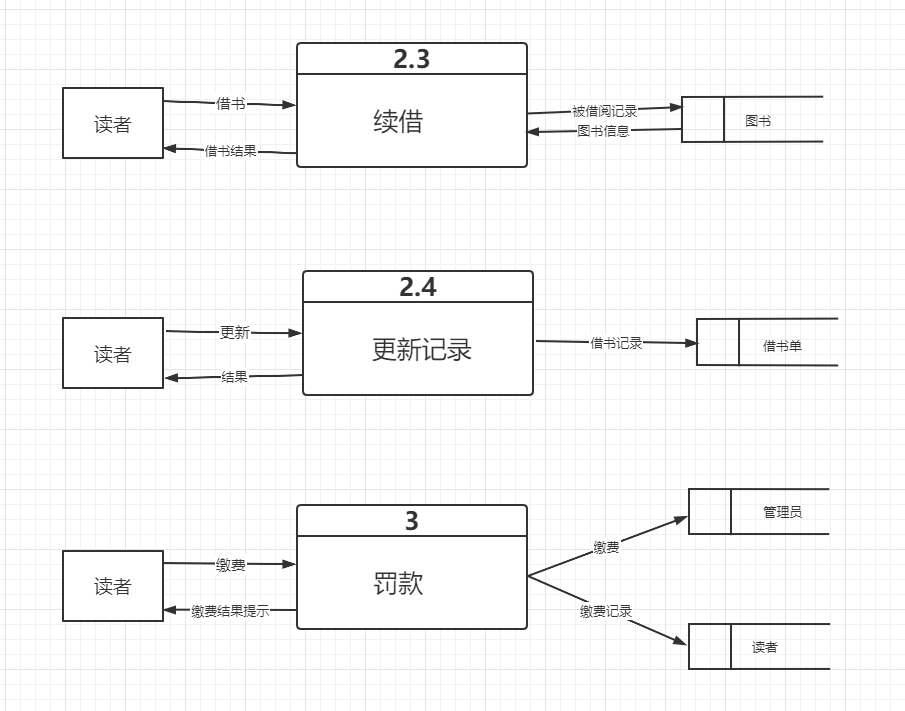 2.3
读者
借书
续借
被借阅记录
图书
图书信息
借书结果
2.4
读者
更新
更新记录
借书记录
借书单
结果
3
管理员
读者
缴费
罚款
缴费
缴费结果提示
缴费记录
读者